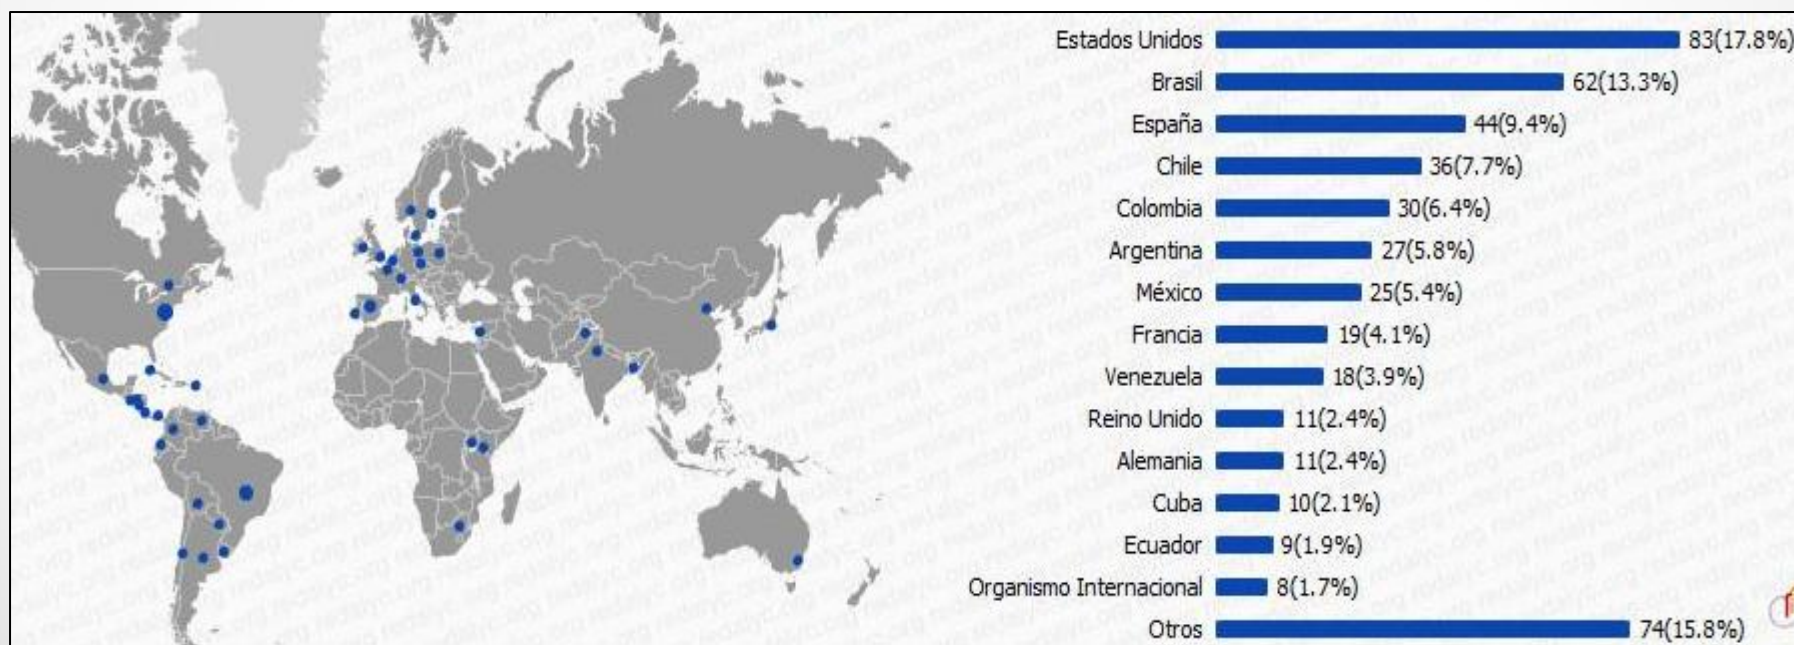 Estados Unidos 83(17.8%)
Brasil 62(13.3%)
España 44(9.4%)
Chile 36(7.7%)
Colombia 30(6.4%)
Argentina 27(5.8%)
México 25(5.4%)
Francia 19(4.1%)
Venezuela 18(3.9%)
Reino Unido 11(2.4%)
Alemania 11(2.4%)
Cuba 10(2.1%)
Ecuador 9(1.9%)
Organismo Internacional 8(1.7%)
Otros 74(15.8%)
redalyc.org